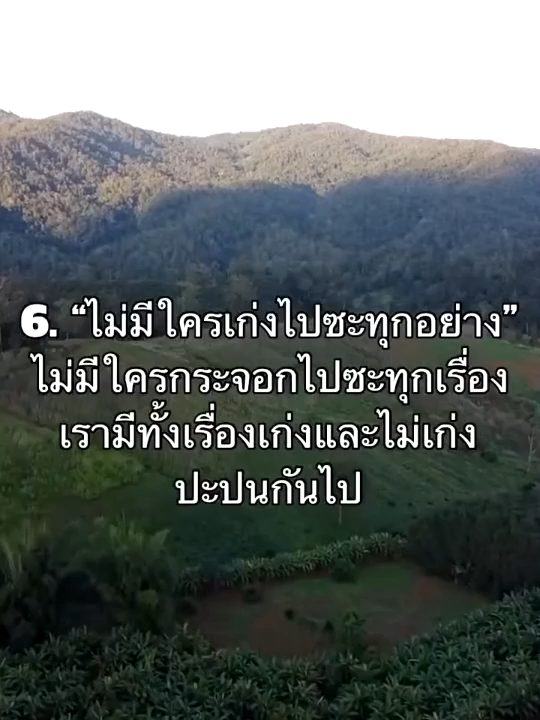 6. “ไม่มีใครเก่งไปซะทุกอย่าง”
ไม่มีใครกระจอกไปซะทุกเรื่อง
เรามีทั้งเรื่องเก่งและไม่เก่ง
ปะปนกันไป